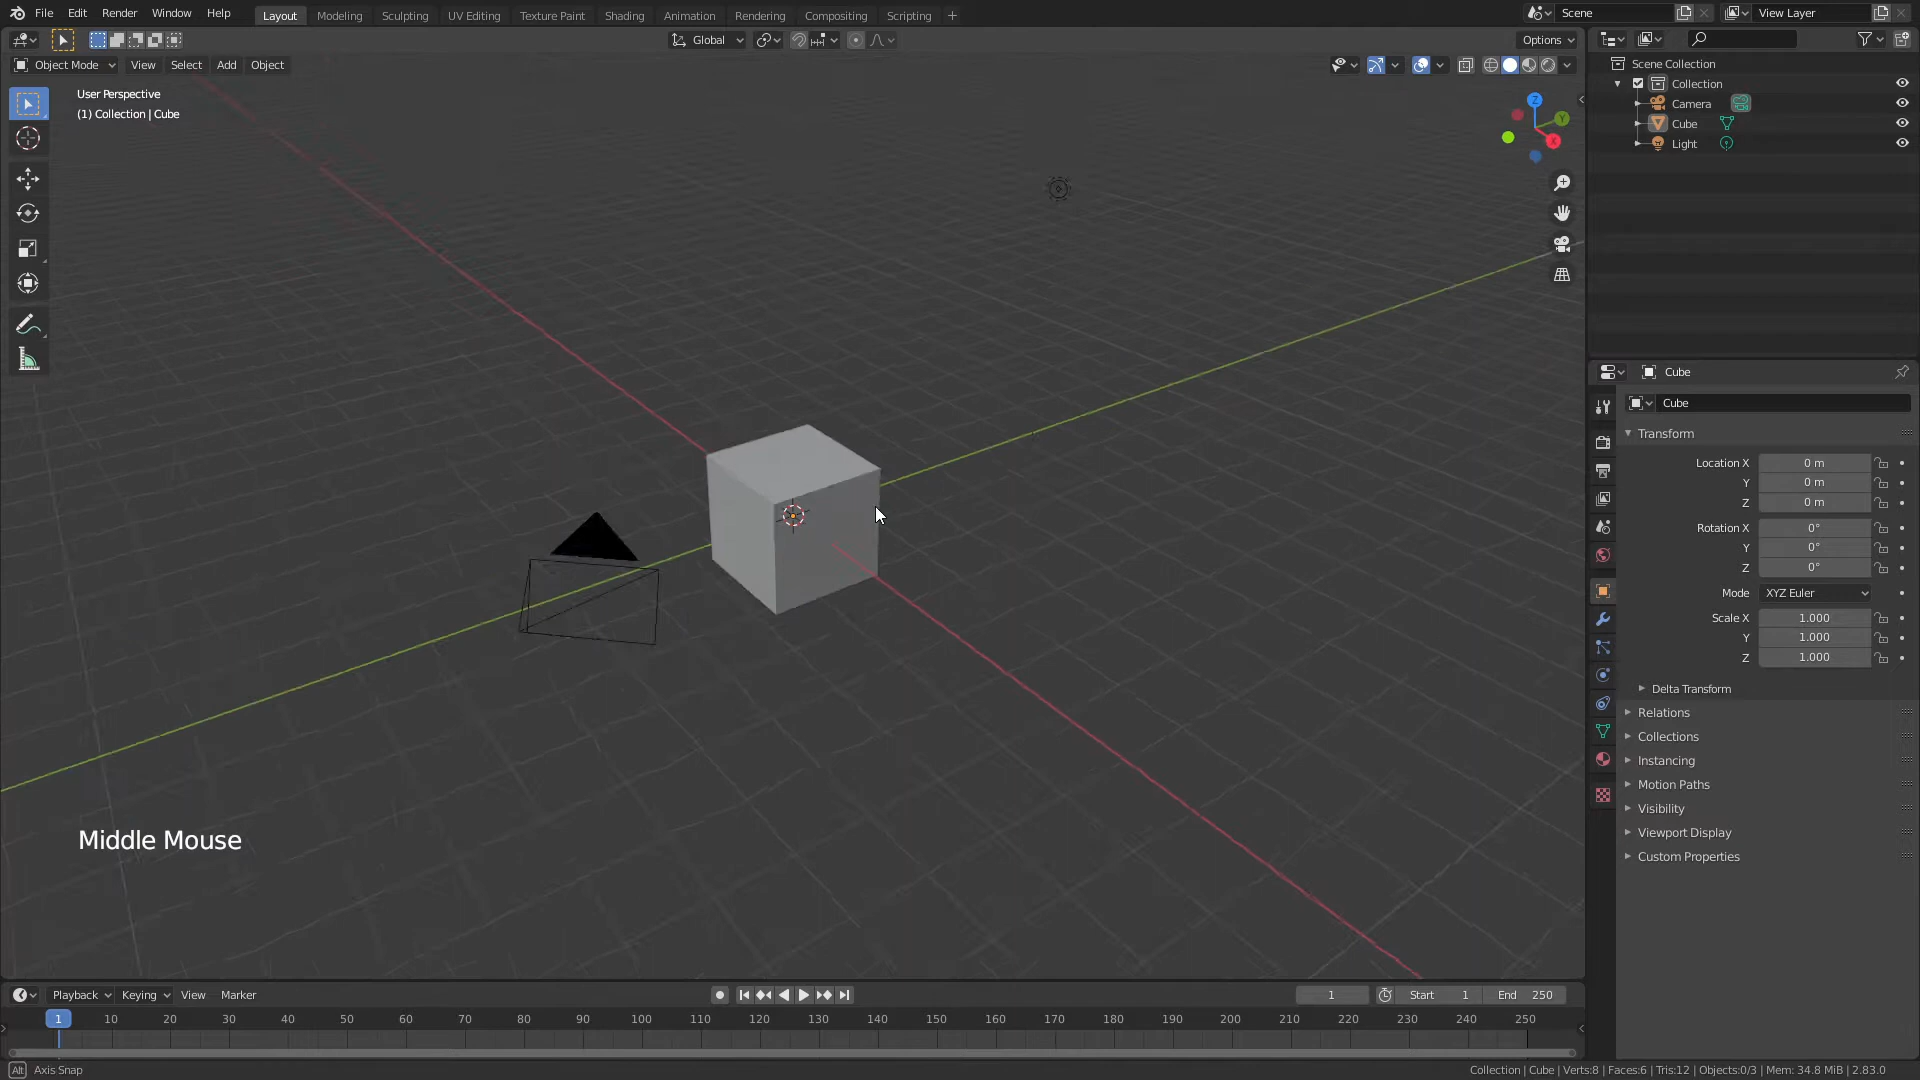 File Edit Render Window Help Layout Modeling Sculpting UV Editing Texture Paint Shading Animation Rendering Compositing Scripting + Scene View Layer
Global Options
Object Mode View Select Add Object
User Perspective
(1) Collection | Cube
Z
Y
X
Scene Collection
Collection
Camera
Cube
Light
Cube
Cube
Transform
Location X 0 m
Y 0 m
Z 0 m
Rotation X 0°
Y 0°
Z 0°
Mode XYZ Euler
Scale X 1.000
Y 1.000
Z 1.000
Delta Transform
Relations
Collections
Instancing
Motion Paths
Visibility
Viewport Display
Custom Properties
Middle Mouse
Playback Keying View Marker 1 Start 1 End 250
1 10 20 30 40 50 60 70 80 90 100 110 120 130 140 150 160 170 180 190 200 210 220 230 240 250
Alt Axis Snap Collection | Cube | Verts:8 | Faces:6 | Tris:12 | Objects:0/3 | Mem: 34.8 MiB | 2.83.0